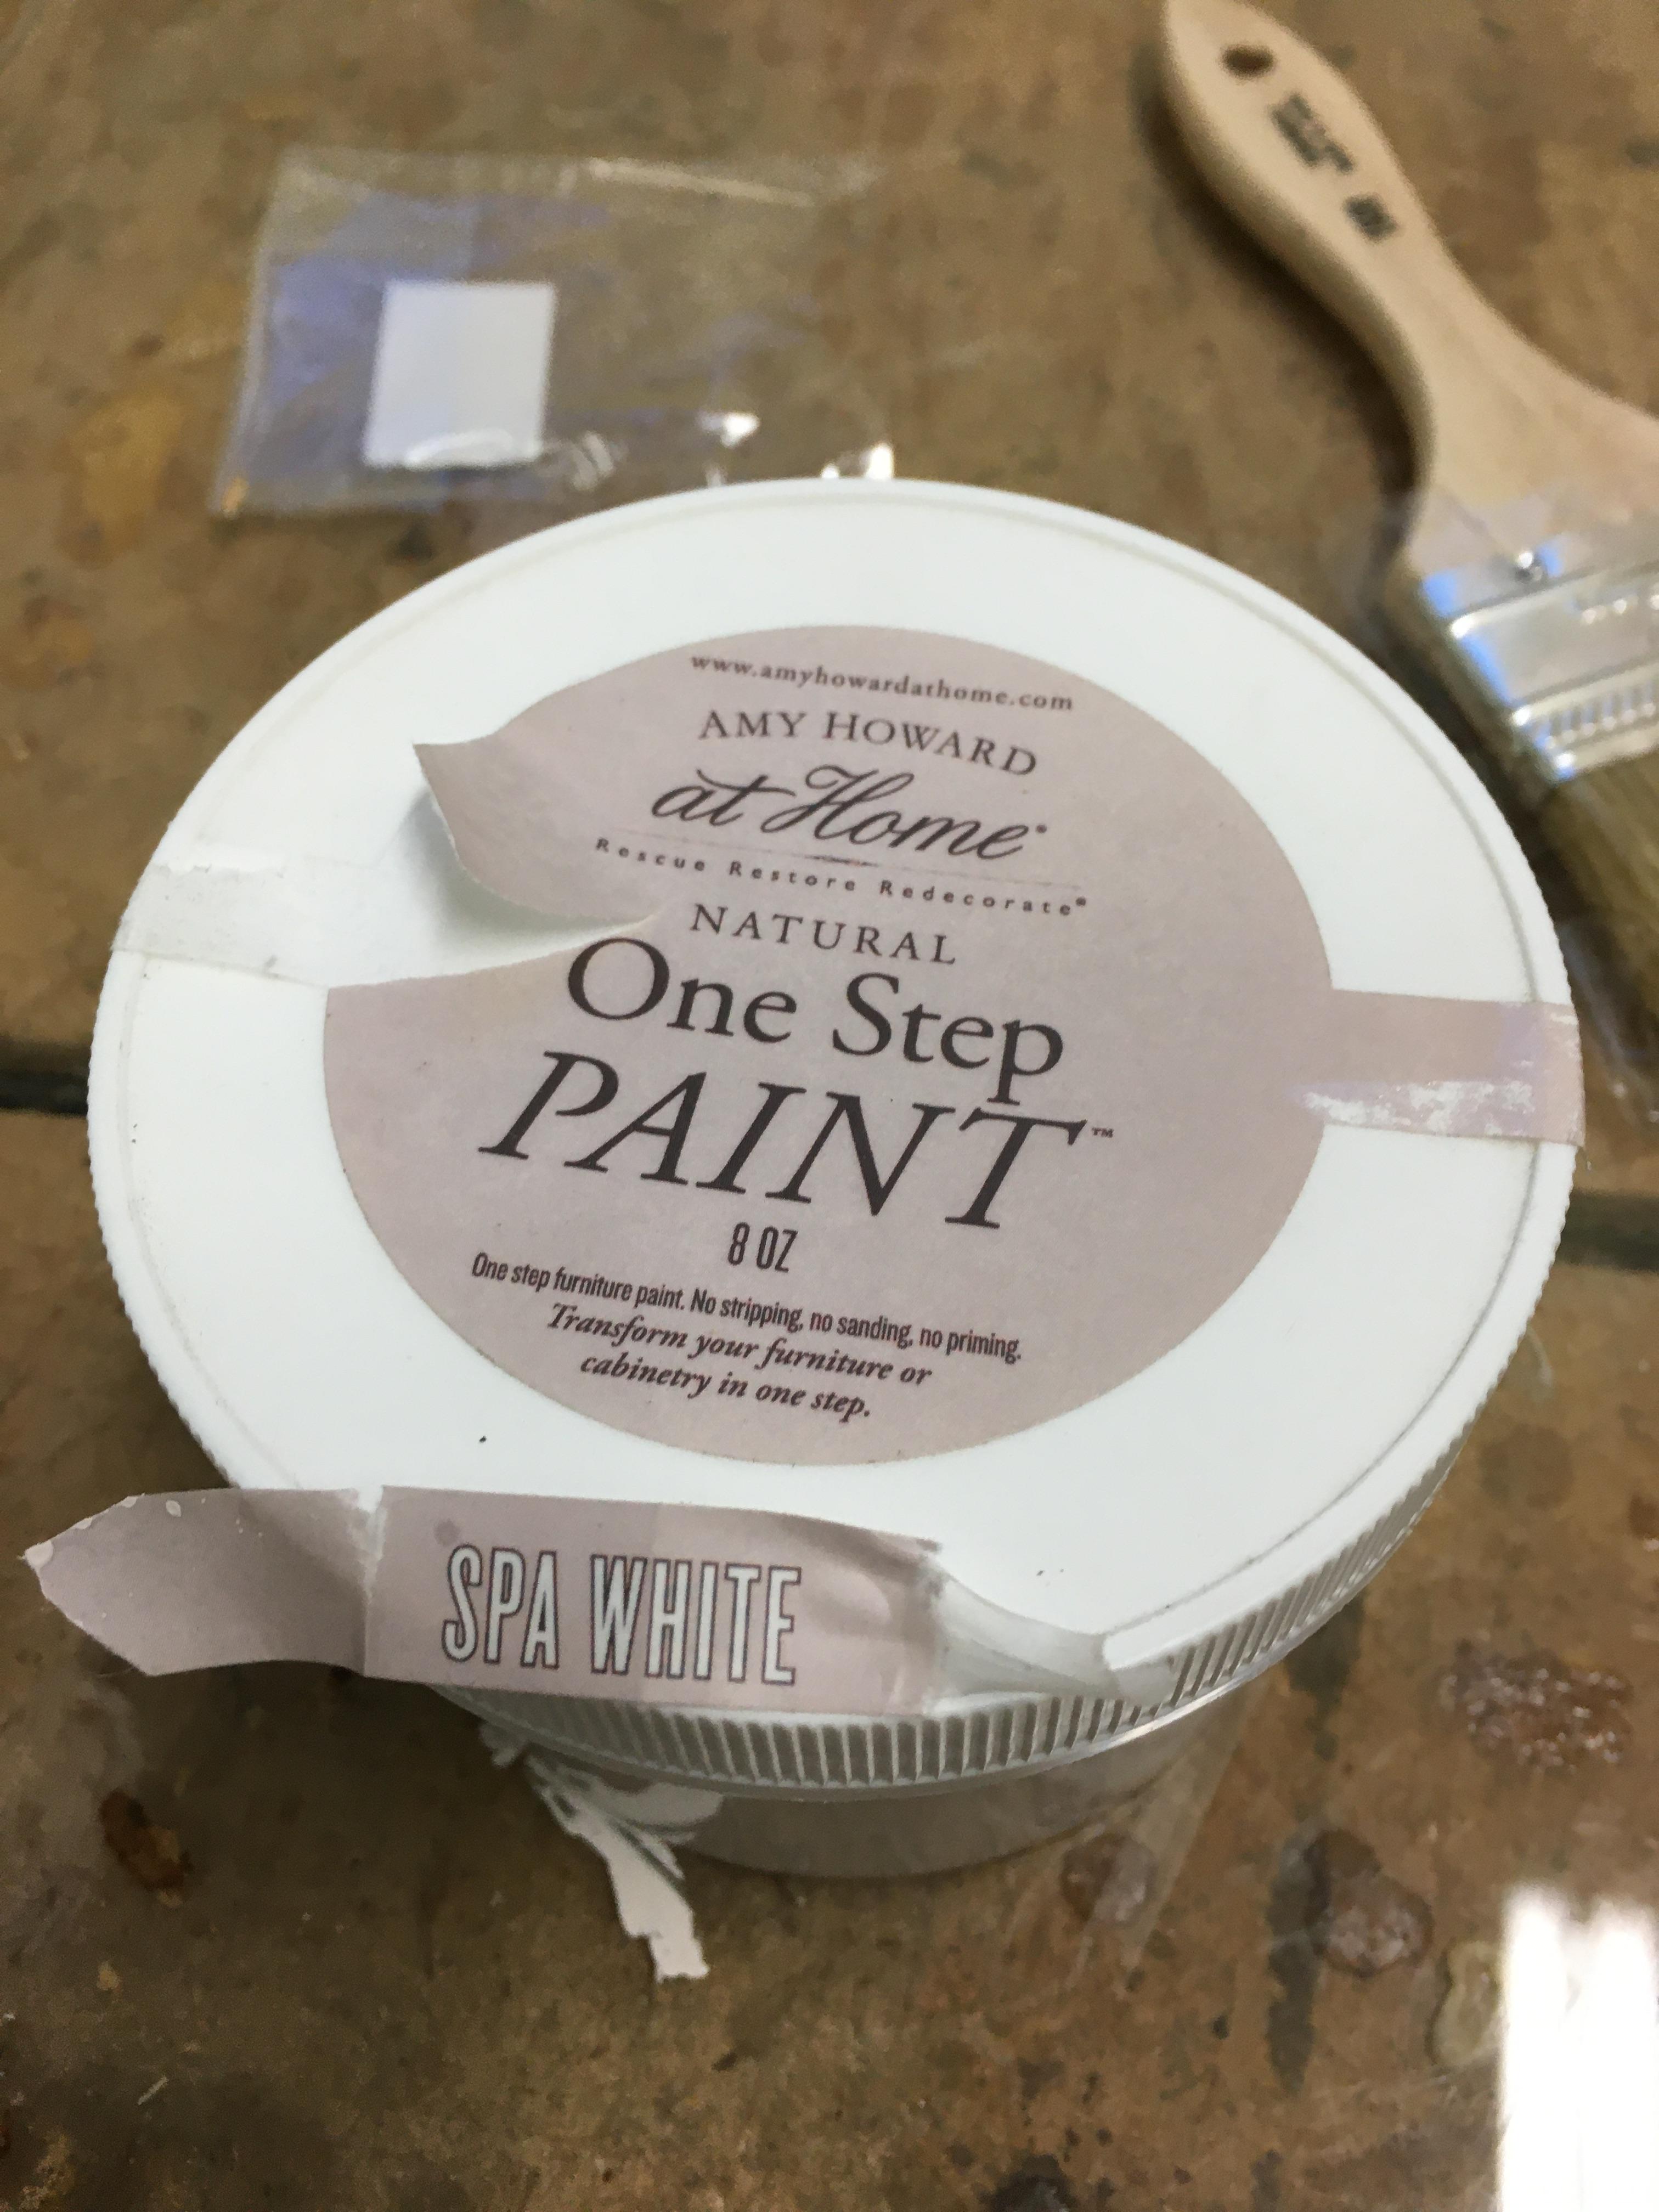 www.amyhowardathome.com
AMY HOWARD
at Home®
Rescue Restore Redecorate®
NATURAL
One Step
PAINT™
8 OZ
One step furniture paint. No stripping, no sanding, no priming.
Transform your furniture or
cabinetry in one step.
SPA WHITE